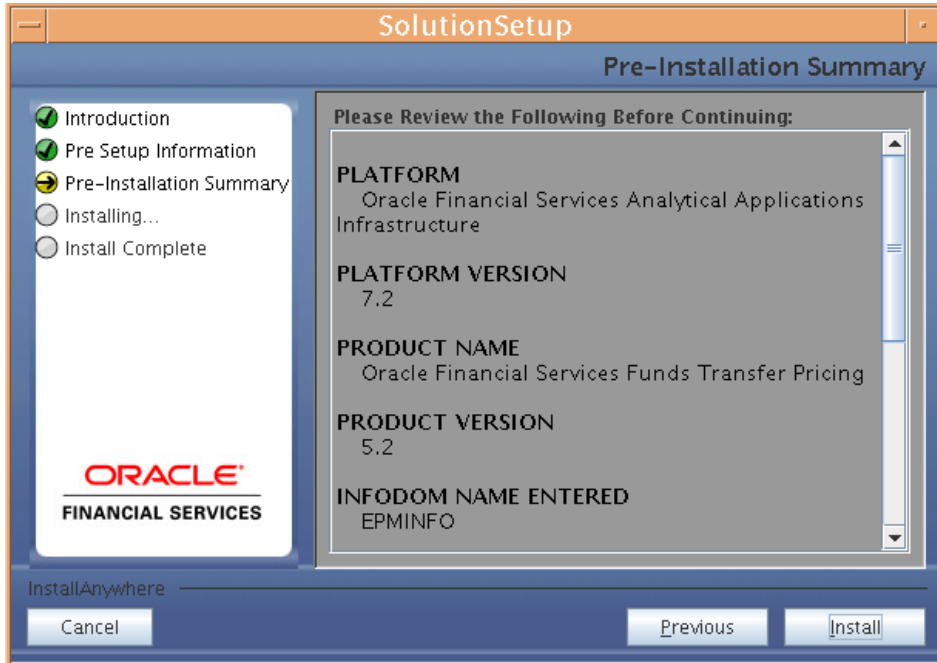 SolutionSetup
Pre-Installation Summary
Introduction
Pre Setup Information
Pre-Installation Summary
Installing...
Install Complete
ORACLE
FINANCIAL SERVICES
Please Review the Following Before Continuing:
PLATFORM
Oracle Financial Services Analytical Applications
Infrastructure
PLATFORM VERSION
7.2
PRODUCT NAME
Oracle Financial Services Funds Transfer Pricing
PRODUCT VERSION
5.2
INFODOM NAME ENTERED
EPMINFO
InstallAnywhere
Cancel
Previous
Install